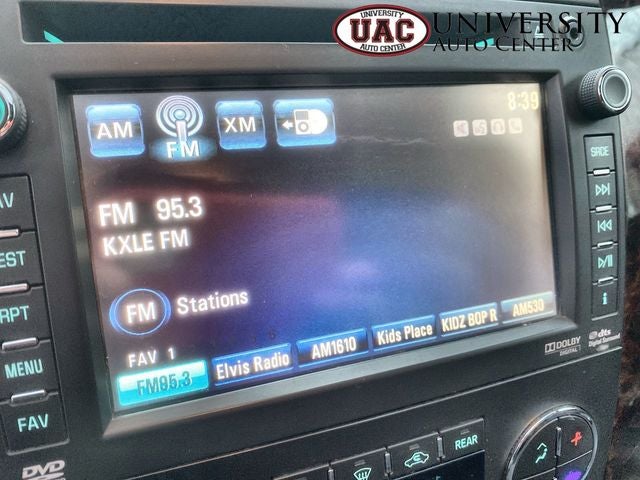 UNIVERSITY
UAC
AUTO CENTER
UNIVERSITY
AUTO CENTER
8:39
AM
FM
XM
FM 95.3
KXLE FM
FM Stations
FAV 1
FM95.3
Elvis Radio
AM1610
Kids Place
KIDZ BOP R
AM530
AV
EST
RPT
MENU
FAV
SRCE
i
DOLBY
DIGITAL
dts
Digital Surround
DVD
REAR